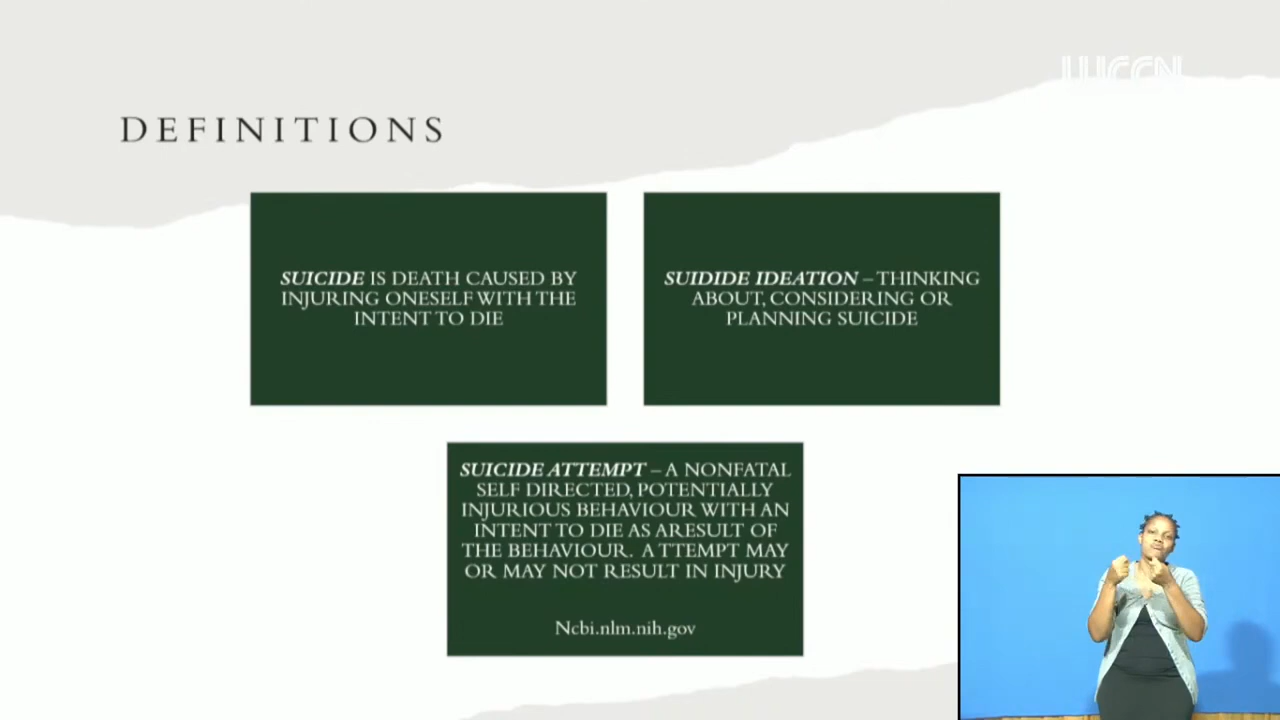 DEFINITIONS
SUICIDE IS DEATH CAUSED BY
INJURING ONESELF WITH THE
INTENT TO DIE
SUIDIDE IDEATION – THINKING
ABOUT, CONSIDERING OR
PLANNING SUICIDE
SUICIDE ATTEMPT – A NONFATAL
SELF DIRECTED, POTENTIALLY
INJURIOUS BEHAVIOUR WITH AN
INTENT TO DIE AS ARESULT OF
THE BEHAVIOUR. A TTEMPT MAY
OR MAY NOT RESULT IN INJURY
Ncbi.nlm.nih.gov